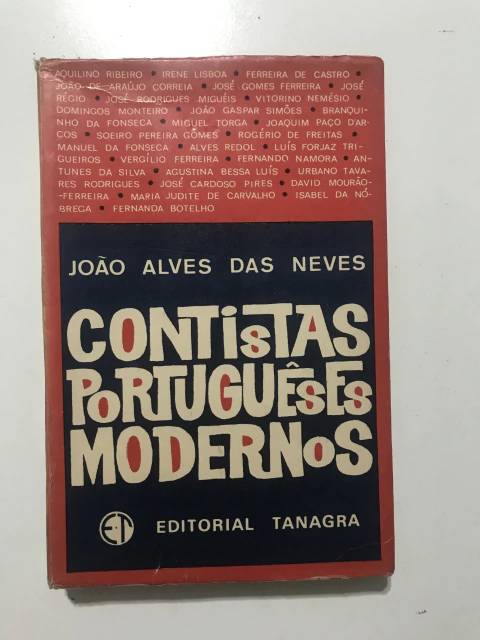 AQUILINO RIBEIRO • IRENE LISBOA • FERREIRA DE CASTRO •
JOÃO DE ARAÚJO CORREIA • JOSÉ GOMES FERREIRA • JOSÉ
RÉGIO • JOSÉ RODRIGUES MIGUÉIS • VITORINO NEMÉSIO •
DOMINGOS MONTEIRO • JOÃO GASPAR SIMÕES • BRANQUI-
NHO DA FONSECA • MIGUEL TORGA • JOAQUIM PAÇO D'AR-
COS • SOEIRO PEREIRA GOMES • ROGÉRIO DE FREITAS •
MANUEL DA FONSECA • ALVES REDOL • LUÍS FORJAZ TRI-
GUEIROS • VERGÍLIO FERREIRA • FERNANDO NAMORA • AN-
TUNES DA SILVA • AGUSTINA BESSA LUÍS • URBANO TAVA-
RES RODRIGUES • JOSÉ CARDOSO PIRES • DAVID MOURÃO-
-FERREIRA • MARIA JUDITE DE CARVALHO • ISABEL DA NÓ-
BREGA • FERNANDA BOTELHO
JOÃO ALVES DAS NEVES
CONTISTAS
PORTUGUÊSES
MODERNOS
ET EDITORIAL TANAGRA